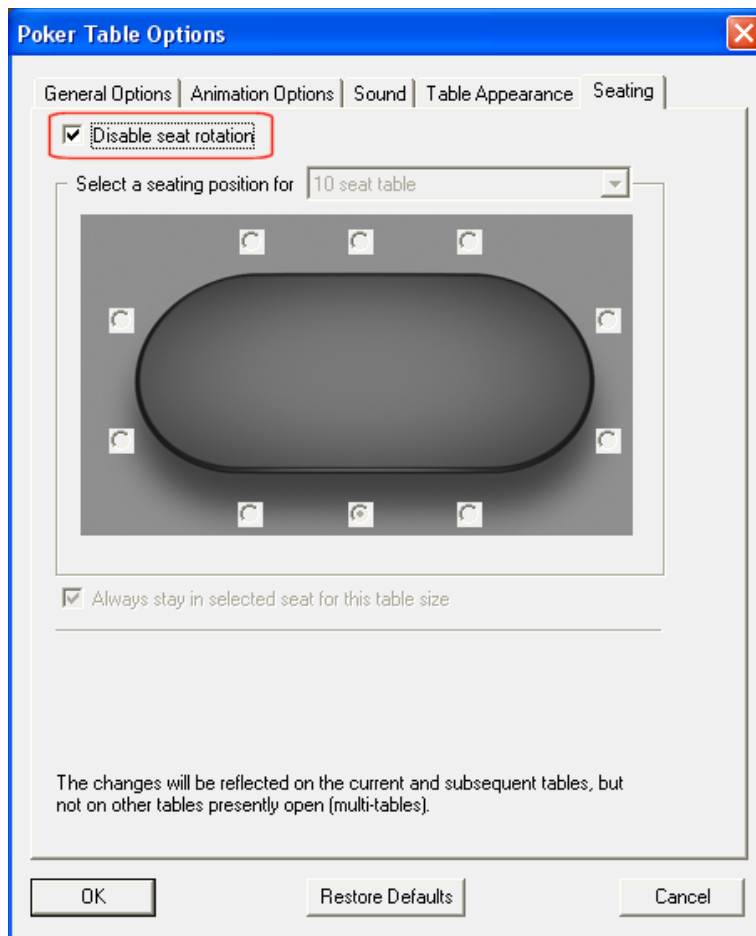 Poker Table Options
General Options Animation Options Sound Table Appearance Seating
Disable seat rotation
Select a seating position for 10 seat table
Always stay in selected seat for this table size
The changes will be reflected on the current and subsequent tables, but
not on other tables presently open (multi-tables).
OK Restore Defaults Cancel